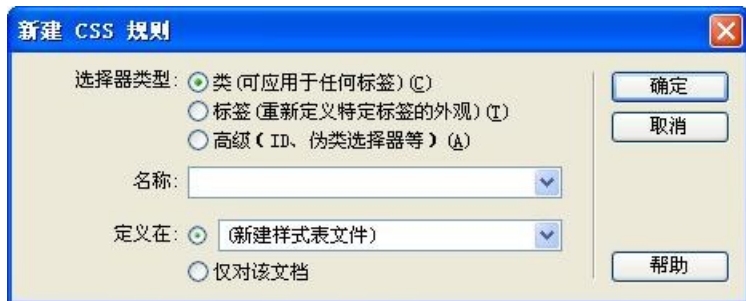 新建 CSS 规则
选择器类型: 类(可应用于任何标签)(C)
确定
标签(重新定义特定标签的外观)(T)
取消
高级(ID、伪类选择器等)(A)
名称:
定义在: (新建样式表文件)
仅对该文档
帮助